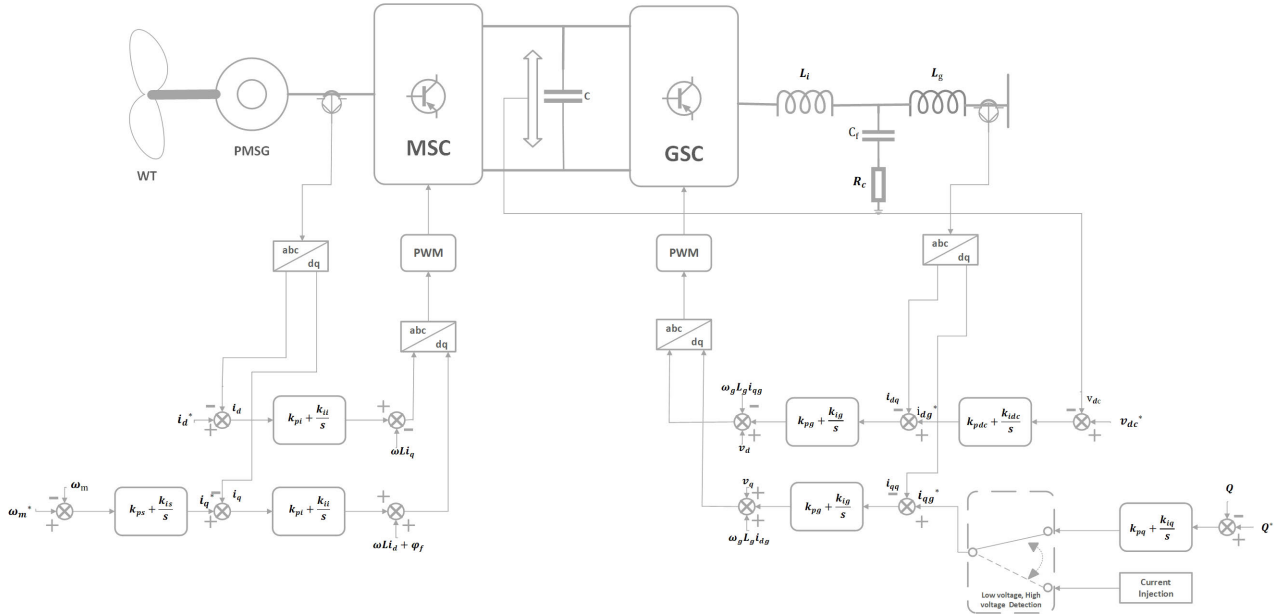 L_i
L_g
C
C_f
R_c
MSC
GSC
PMSG
WT
abc
dq
PWM
PWM
abc
dq
abc
dq
abc
dq
ω_g L_g i_qg
i_dq
v_dc
i_d*
−
+
i_d
k_pi + k_ii/s
+
−
ωLi_q
−
+
v_d
k_pg + k_ig/s
−
+
i_dg*
k_pdc + k_idc/s
−
+
v_dc*
ω_m*
−
+
ω_m
k_ps + k_is/s
i_q*
−
+
i_q
k_pi + k_ii/s
+
+
ωLi_d + φ_f
v_q
+
+
ω_g L_g i_dg
k_pg + k_ig/s
i_qq
−
+
i_qg*
Q
k_pq + k_iq/s
−
+
Q*
Current
Injection
Low voltage, High
voltage Detection